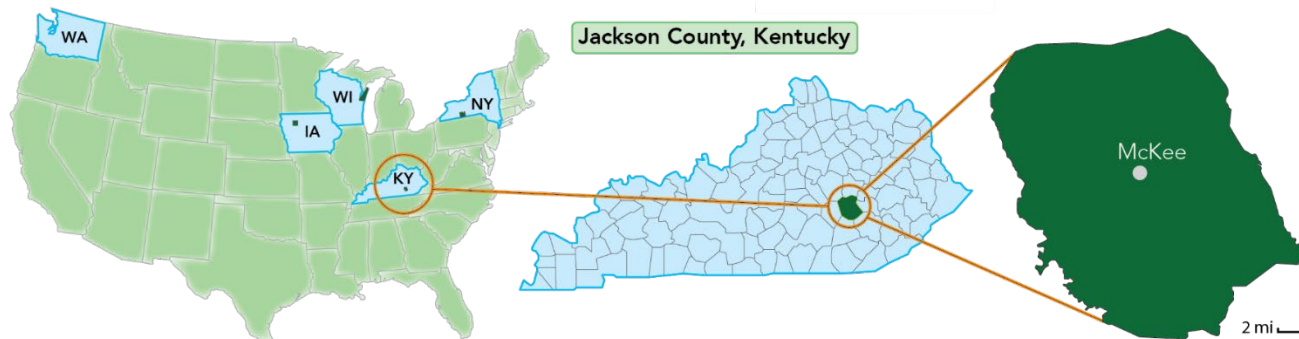 Jackson County, Kentucky
WA
WI
NY
IA
KY
McKee
2 mi